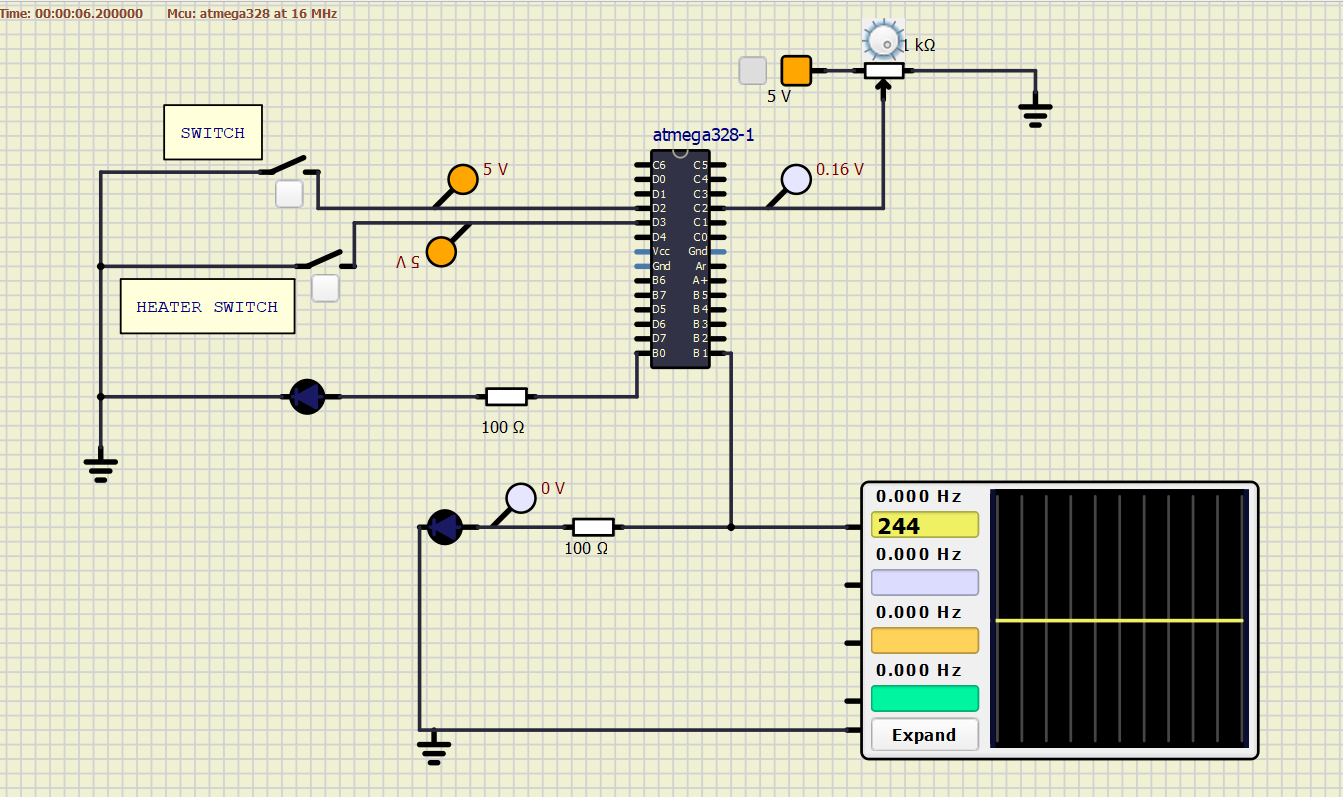 Time: 00:00:06.200000 Mcu: atmega328 at 16 MHz
1 kΩ
5 V
SWITCH
atmega328-1
5 V
0.16 V
C6 C5
D0 C4
D1 C3
D2 C2
D3 C1
D4 C0
Vcc Gnd
Gnd Ar
B6 A+
B7 B5
D5 B4
D6 B3
D7 B2
B0 B1
5 V
HEATER SWITCH
100 Ω
0 V
100 Ω
0.000 Hz
244
0.000 Hz
0.000 Hz
0.000 Hz
Expand